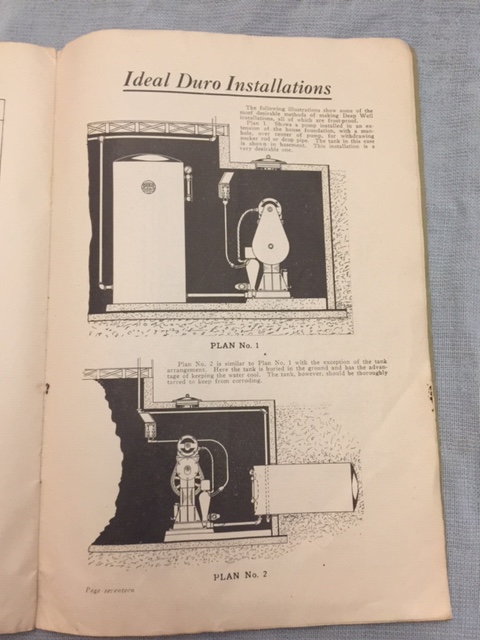 Ideal Duro Installations
The following illustrations show some of the
most desirable methods of making Deep Well
installations, all of which are frost-proof.
Plan 1. Shows a pump installed in an ex-
tension of the house foundation, with a man-
hole, over center of pump, for withdrawing
sucker rod or drop pipe. The tank in this case
is shown in basement. This installation is a
very desirable one.
PLAN No. 1
Plan No. 2 is similar to Plan No. 1 with the exception of the tank
arrangement. Here the tank is buried in the ground and has the advan-
tage of keeping the water cool. The tank, however, should be thoroughly
tarved to keep from corroding.
PLAN No. 2
Page seventeen